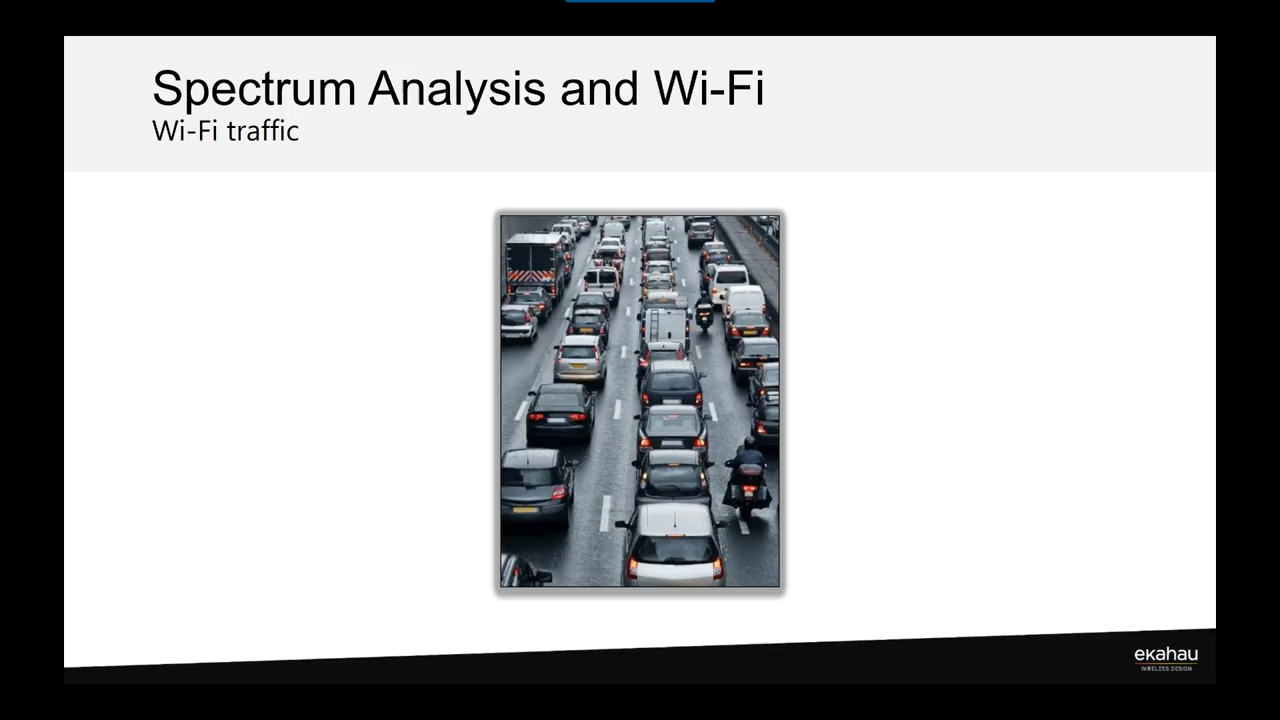 Spectrum Analysis and Wi-Fi
Wi-Fi traffic
ekahau
WIRELESS DESIGN